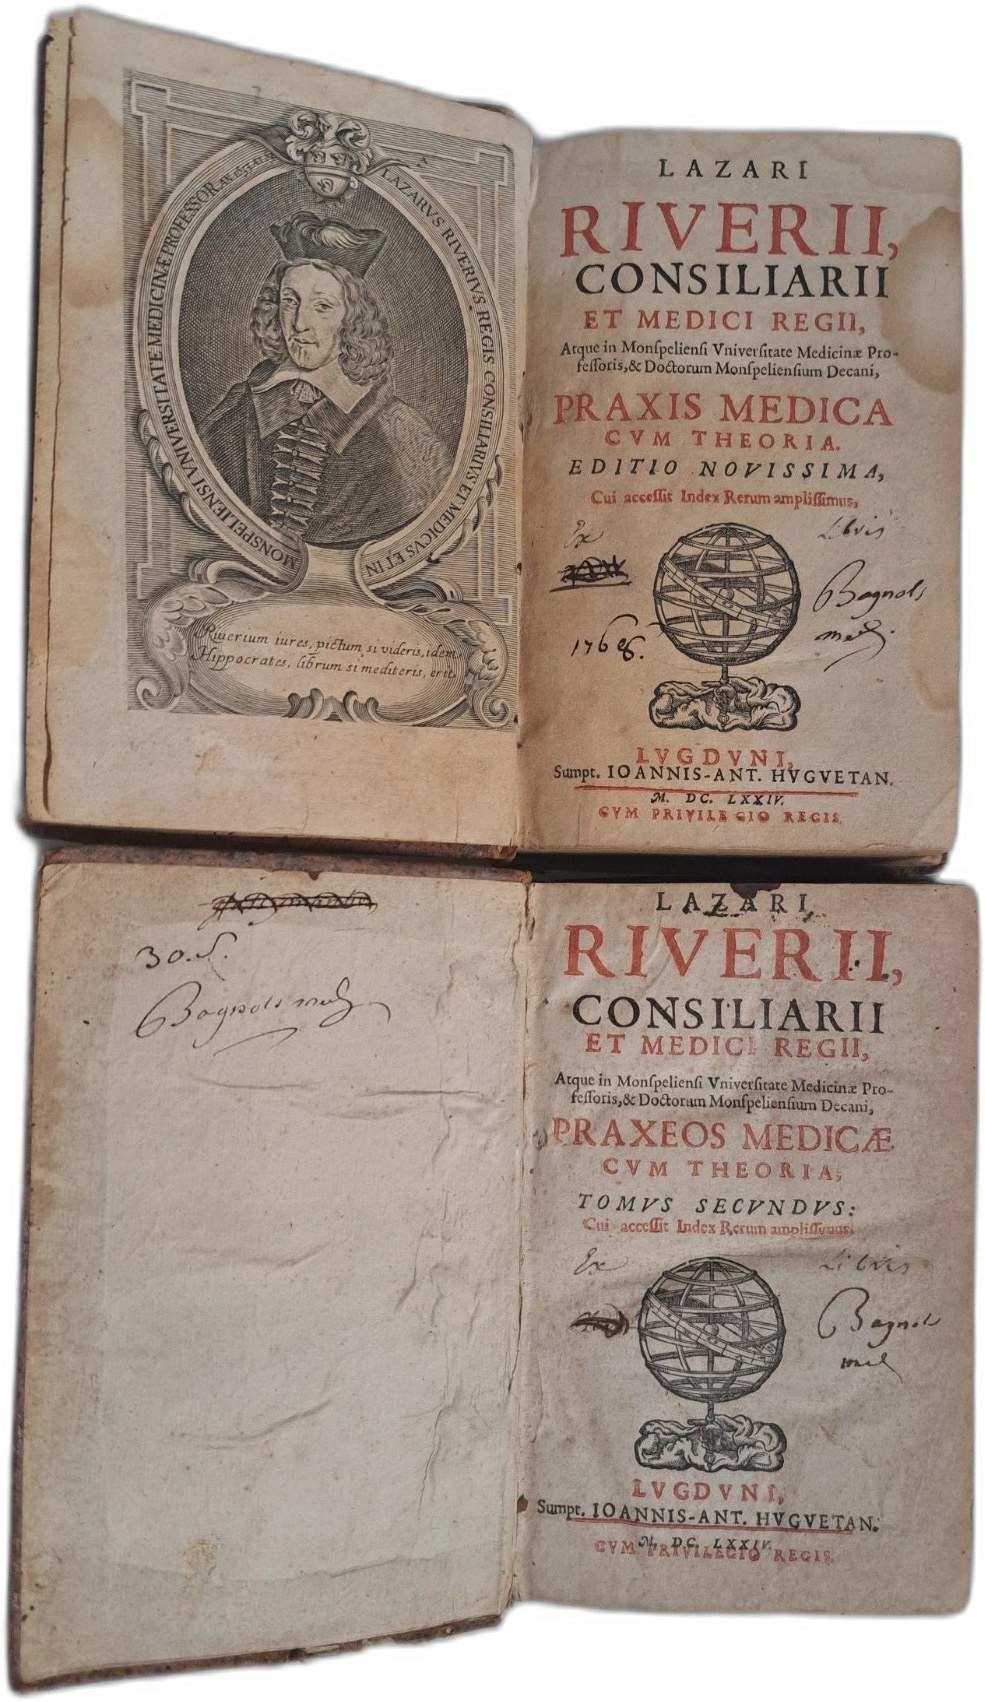 LAZARVS RIVERIVS REGIS CONSILIARIVS ET MEDICVS ET IN
MONSPELIENSI VNIVERSITATE MEDICINÆ PROFESSOR
Riverium iures, pictum si videris, idem
Hippocrates, librum si mediteris, erit.
LAZARI
RIVERII,
CONSILIARII
ET MEDICI REGII,
Atque in Monſpelienſi Vniverſitate Medicinæ Pro-
feſſoris, & Doctorum Monſpelienſium Decani,
PRAXIS MEDICA
CVM THEORIA.
EDITIO NOVISSIMA,
Cui acceſſit Index Rerum ampliſſimus,
Ex Libris
Bagnols
med.
1768.
LVGDVNI,
Sumpt. IOANNIS-ANT. HVGVETAN.
M. DC. LXXIV.
CVM PRIVILEGIO REGIS.
30.s.
Bagnols med
LAZARI
RIVERII,
CONSILIARII
ET MEDICI REGII,
Atque in Monſpelienſi Vniverſitate Medicinæ Pro-
feſſoris, & Doctorum Monſpelienſium Decani,
PRAXEOS MEDICÆ
CVM THEORIA,
TOMVS SECVNDVS:
Cui acceſſit Index Rerum ampliſſimus.
Ex Libris
Bagnols
med
LVGDVNI,
Sumpt. IOANNIS-ANT. HVGVETAN.
M. DC. LXXIV.
CVM PRIVILEGIO REGIS.